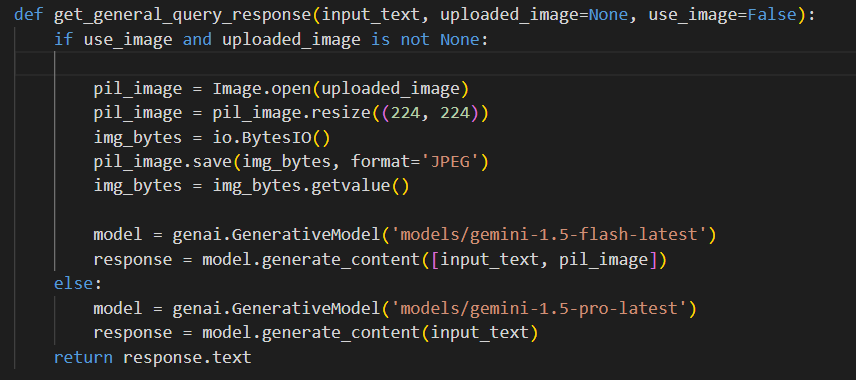 def get_general_query_response(input_text, uploaded_image=None, use_image=False):
    if use_image and uploaded_image is not None:
        pil_image = Image.open(uploaded_image)
        pil_image = pil_image.resize((224, 224))
        img_bytes = io.BytesIO()
        pil_image.save(img_bytes, format='JPEG')
        img_bytes = img_bytes.getvalue()
        model = genai.GenerativeModel('models/gemini-1.5-flash-latest')
        response = model.generate_content([input_text, pil_image])
    else:
        model = genai.GenerativeModel('models/gemini-1.5-pro-latest')
        response = model.generate_content(input_text)
    return response.text